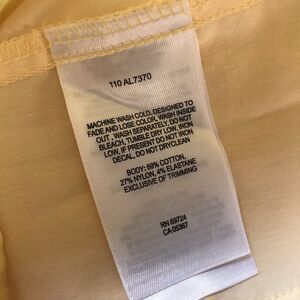 110 AL7370
MACHINE WASH COLD, DESIGNED TO
FADE AND LOSE COLOR, WASH INSIDE
OUT , WASH SEPARATELY, DO NOT
BLEACH, TUMBLE DRY LOW, IRON
LOW, IF PRESENT DO NOT IRON
DECAL, DO NOT DRYCLEAN
BODY: 69% COTTON,
27% NYLON, 4% ELASTANE
EXCLUSIVE OF TRIMMING
RN 69724
CA 05367